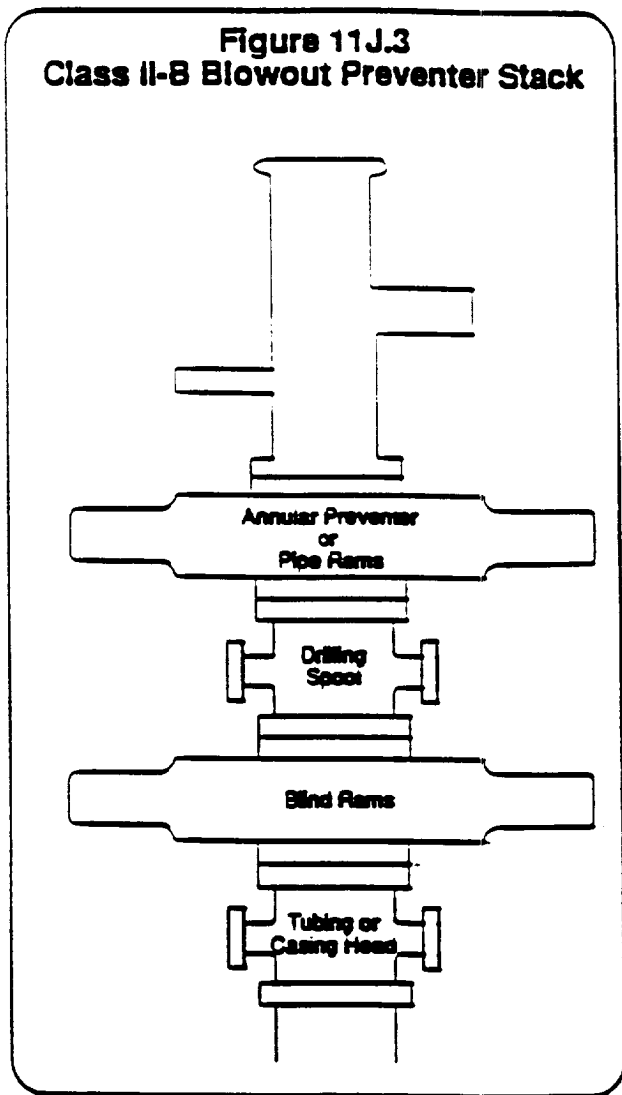 Figure 11J.3
Class II-B Blowout Preventer Stack
Annular Preventer
or
Pipe Rams
Drilling
Spool
Blind Rams
Tubing or
Casing Head